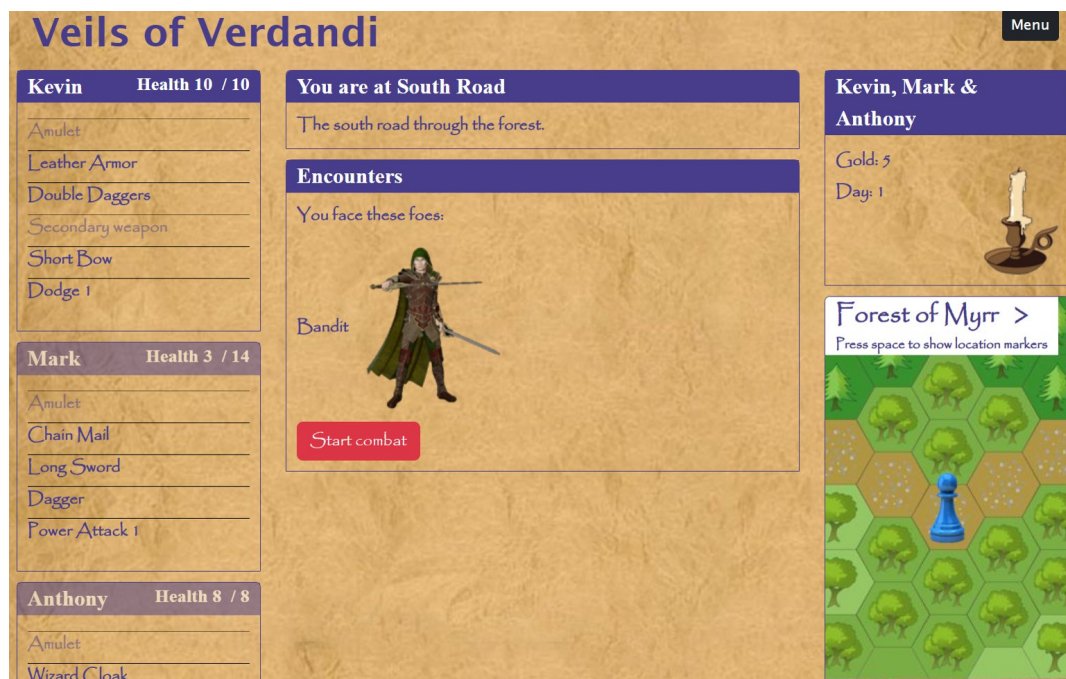 Veils of Verdandi
Menu
Kevin Health 10 / 10
Amulet
Leather Armor
Double Daggers
Secondary weapon
Short Bow
Dodge 1
Mark Health 3 / 14
Amulet
Chain Mail
Long Sword
Dagger
Power Attack 1
Anthony Health 8 / 8
Amulet
Wizard Cloak
You are at South Road
The south road through the forest.
Encounters
You face these foes:
Bandit
Start combat
Kevin, Mark &
Anthony
Gold: 5
Day: 1
Forest of Myrr >
Press space to show location markers